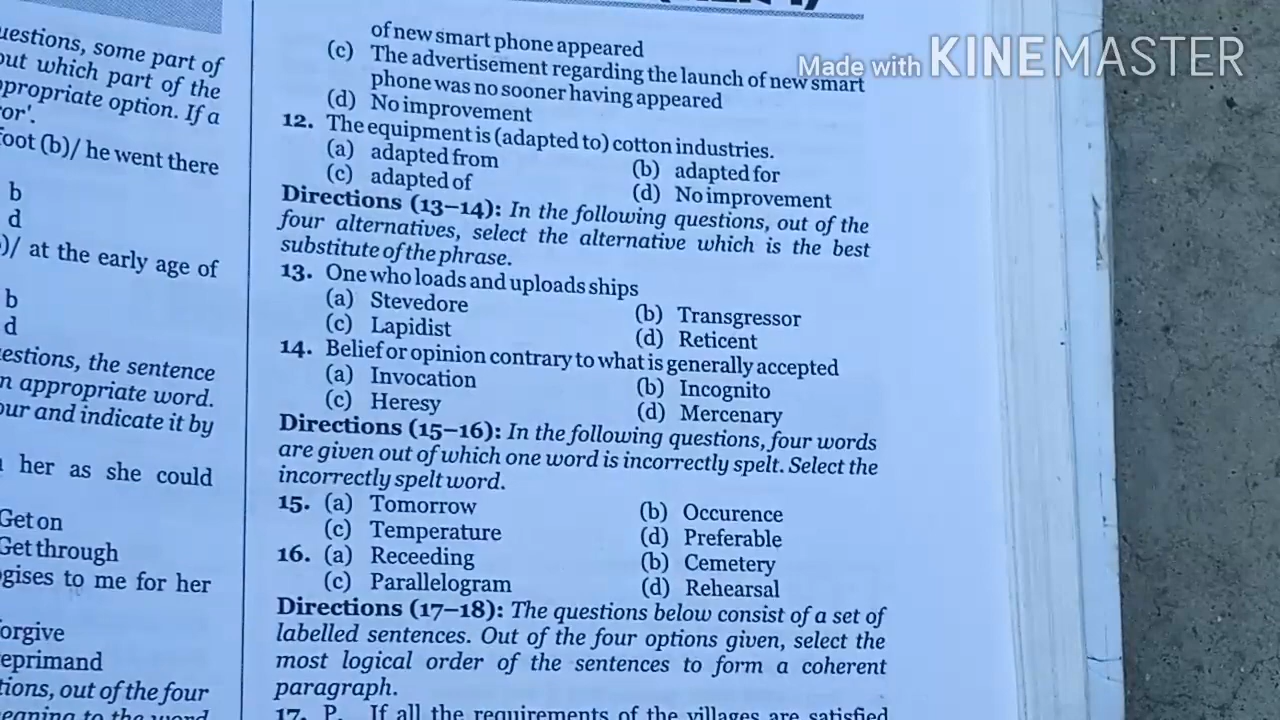 uestions, some part of
out which part of the
ppropriate option. If a
or'.
foot (b)/ he went there
b
d
)/ at the early age of
b
d
estions, the sentence
n appropriate word.
our and indicate it by
her as she could
Get on
Get through
gises to me for her
orgive
eprimand
tions, out of the four
eaning to the word
of new smart phone appeared
(c) The advertisement regarding the launch of new smart
phone was no sooner having appeared
(d) No improvement
12. The equipment is (adapted to) cotton industries.
(a) adapted from (b) adapted for
(c) adapted of (d) No improvement
Directions (13–14): In the following questions, out of the
four alternatives, select the alternative which is the best
substitute of the phrase.
13. One who loads and uploads ships
(a) Stevedore (b) Transgressor
(c) Lapidist (d) Reticent
14. Belief or opinion contrary to what is generally accepted
(a) Invocation (b) Incognito
(c) Heresy (d) Mercenary
Directions (15–16): In the following questions, four words
are given out of which one word is incorrectly spelt. Select the
incorrectly spelt word.
15. (a) Tomorrow (b) Occurence
(c) Temperature (d) Preferable
16. (a) Receeding (b) Cemetery
(c) Parallelogram (d) Rehearsal
Directions (17–18): The questions below consist of a set of
labelled sentences. Out of the four options given, select the
most logical order of the sentences to form a coherent
paragraph.
17. P. If all the requirements of the villages are satisfied
Made with KINEMASTER